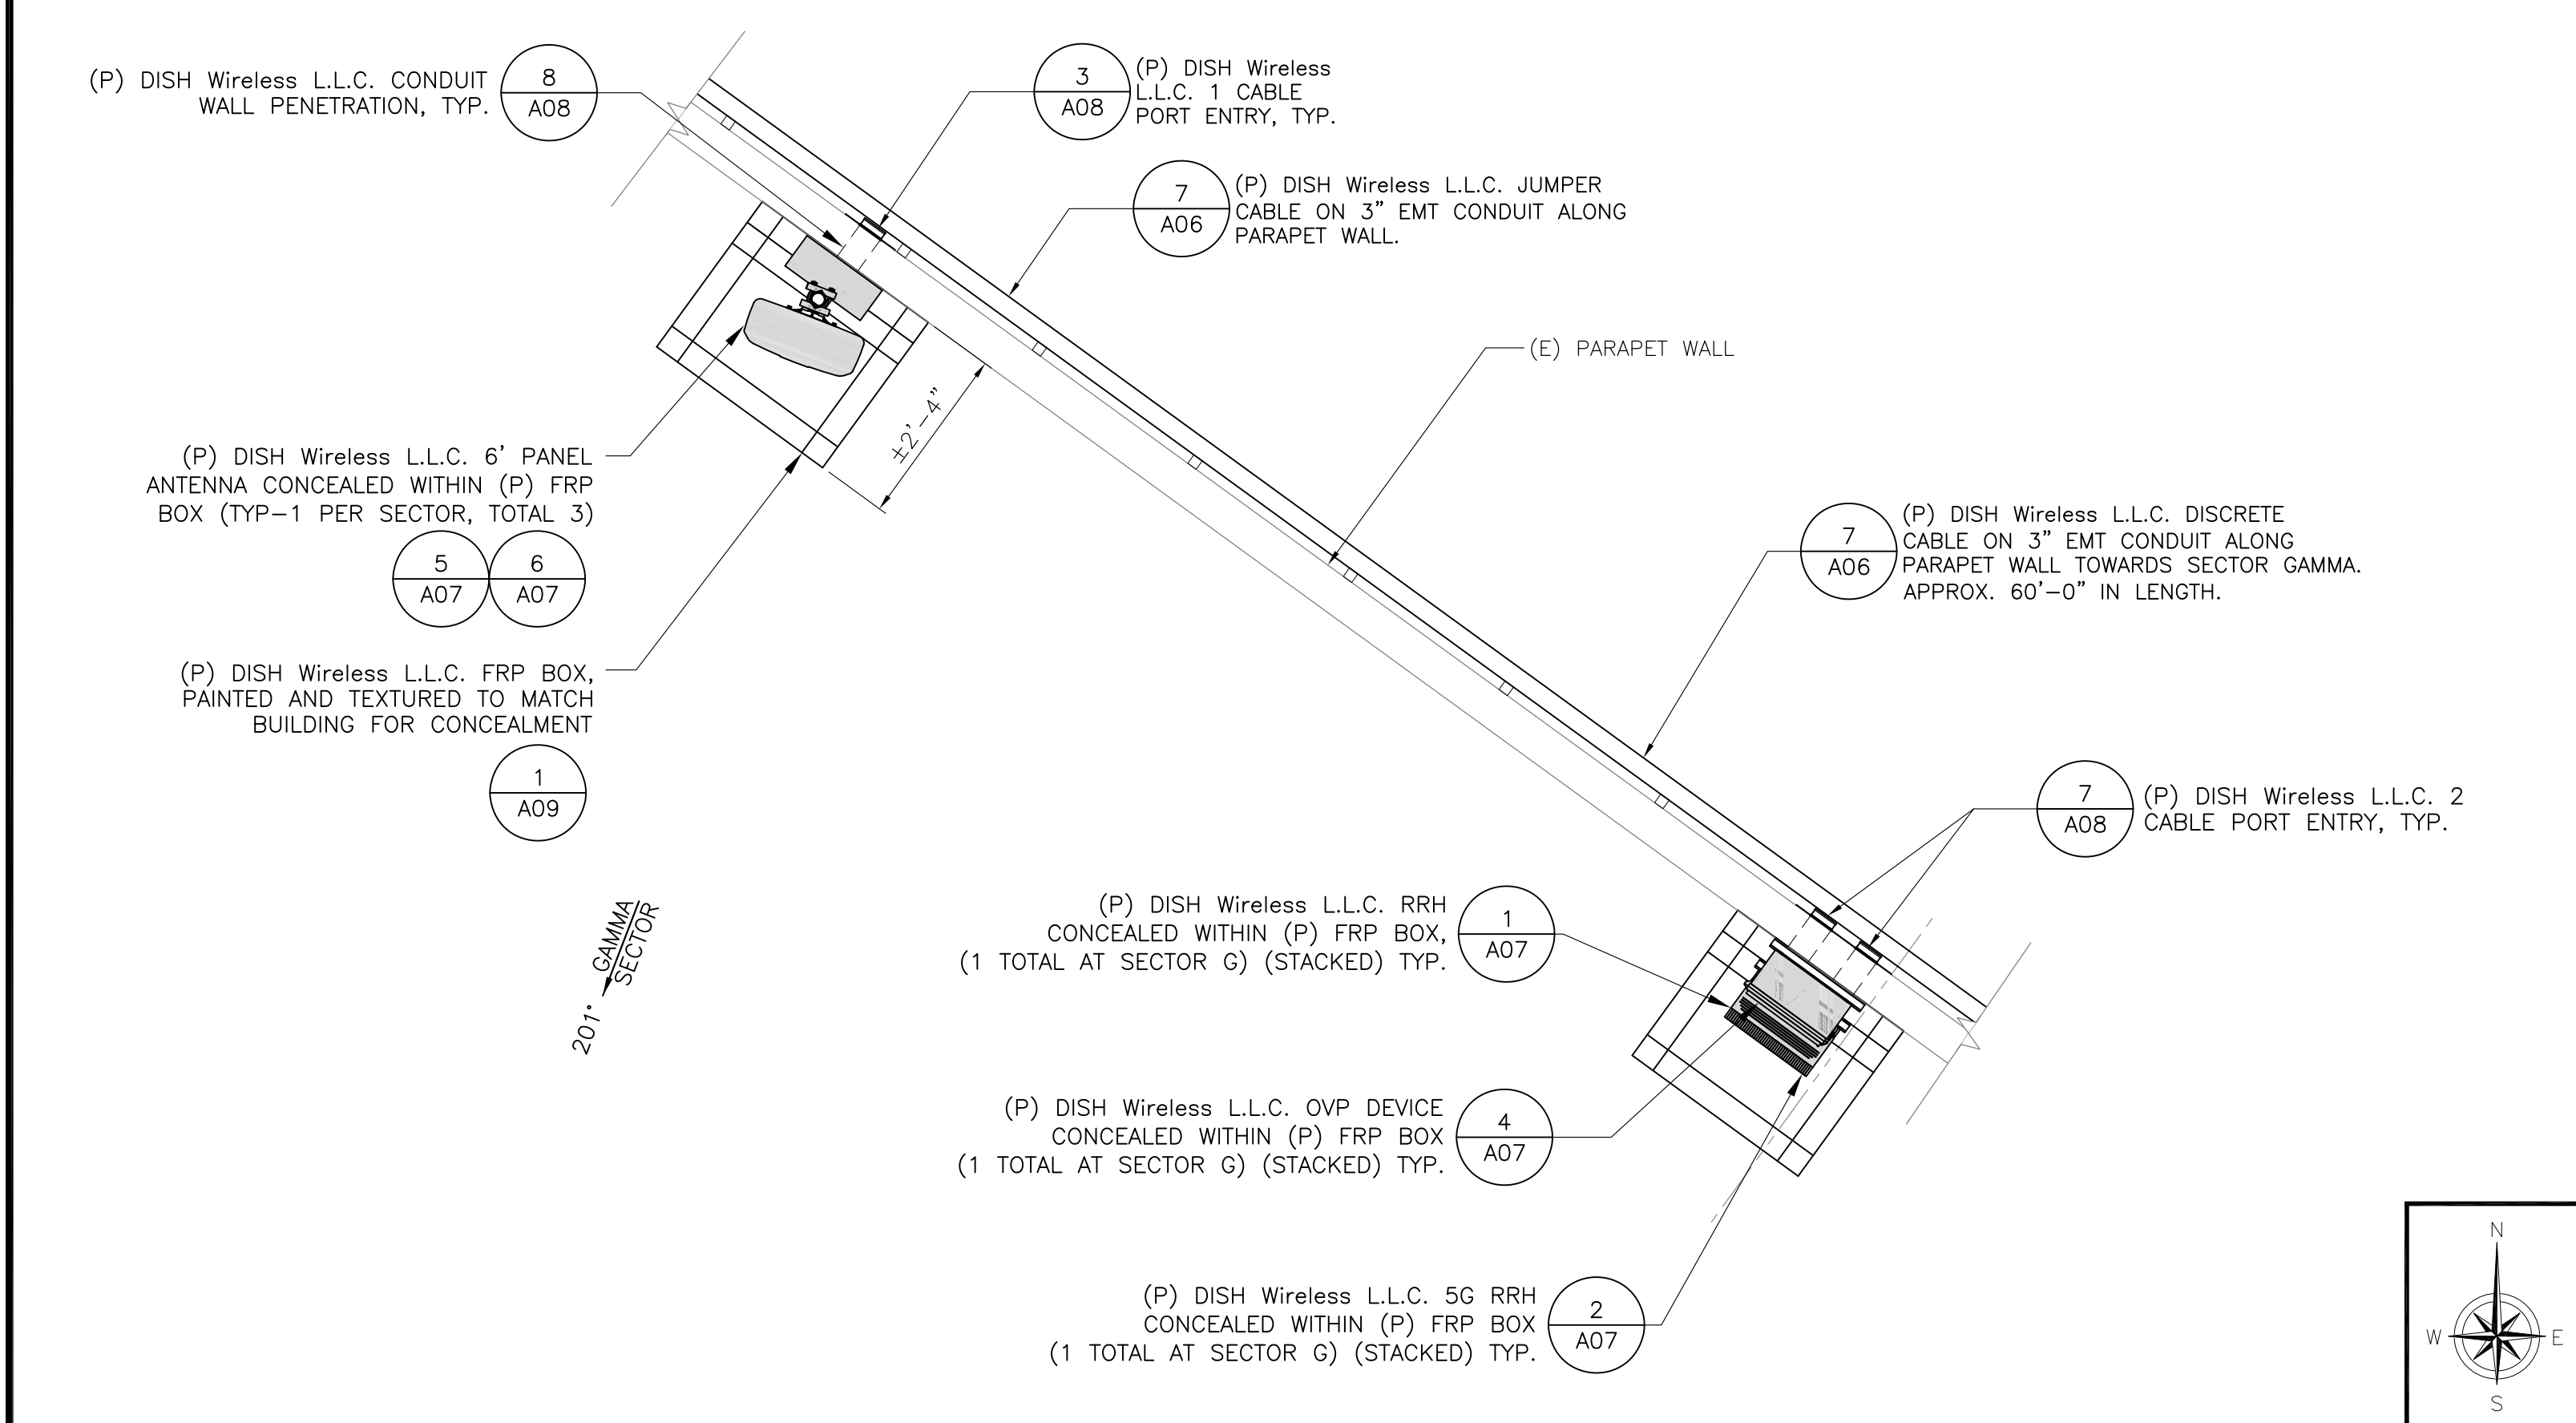 (P) DISH Wireless L.L.C. CONDUIT
WALL PENETRATION, TYP.
8
A08
3
A08
(P) DISH Wireless
L.L.C. 1 CABLE
PORT ENTRY, TYP.
7
A06
(P) DISH Wireless L.L.C. JUMPER
CABLE ON 3" EMT CONDUIT ALONG
PARAPET WALL.
(E) PARAPET WALL
±2'-4"
(P) DISH Wireless L.L.C. 6' PANEL
ANTENNA CONCEALED WITHIN (P) FRP
BOX (TYP-1 PER SECTOR, TOTAL 3)
5
A07
6
A07
7
A06
(P) DISH Wireless L.L.C. DISCRETE
CABLE ON 3" EMT CONDUIT ALONG
PARAPET WALL TOWARDS SECTOR GAMMA.
APPROX. 60'-0" IN LENGTH.
(P) DISH Wireless L.L.C. FRP BOX,
PAINTED AND TEXTURED TO MATCH
BUILDING FOR CONCEALMENT
1
A09
7
A08
(P) DISH Wireless L.L.C. 2
CABLE PORT ENTRY, TYP.
201°
GAMMA
SECTOR
(P) DISH Wireless L.L.C. RRH
CONCEALED WITHIN (P) FRP BOX,
(1 TOTAL AT SECTOR G) (STACKED) TYP.
1
A07
(P) DISH Wireless L.L.C. OVP DEVICE
CONCEALED WITHIN (P) FRP BOX
(1 TOTAL AT SECTOR G) (STACKED) TYP.
4
A07
(P) DISH Wireless L.L.C. 5G RRH
CONCEALED WITHIN (P) FRP BOX
(1 TOTAL AT SECTOR G) (STACKED) TYP.
2
A07
N
W
E
S